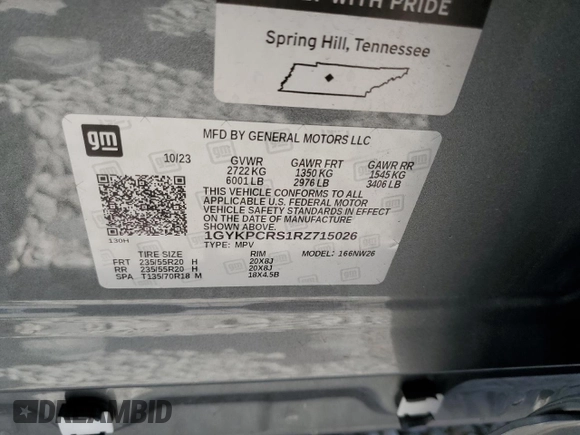 WITH PRIDE
Spring Hill, Tennessee
gm
MFD BY GENERAL MOTORS LLC
10/23
GVWR GAWR FRT GAWR RR
2722 KG 1350 KG 1545 KG
6001 LB 2976 LB 3406 LB
THIS VEHICLE CONFORMS TO ALL
APPLICABLE U.S. FEDERAL MOTOR
VEHICLE SAFETY STANDARDS IN EFFECT
ON THE DATE OF MANUFACTURE SHOWN ABOVE
1GYKPCRS1RZ715026
TYPE: MPV
130H
TIRE SIZE RIM MODEL: 166NW26
FRT 235/55R20 H 20X8J
RR 235/55R20 H 20X8J
SPA T135/70R18 M 18X4.5B
DREAMBID